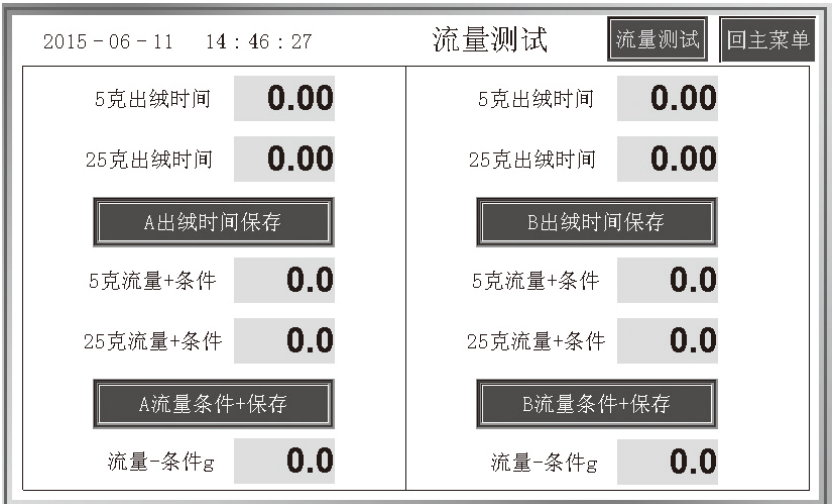 2015-06-11 14:46:27 流量测试 流量测试 回主菜单
5克出绒时间 0.00
25克出绒时间 0.00
A出绒时间保存
5克流量+条件 0.0
25克流量+条件 0.0
A流量条件+保存
流量-条件g 0.0
5克出绒时间 0.00
25克出绒时间 0.00
B出绒时间保存
5克流量+条件 0.0
25克流量+条件 0.0
B流量条件+保存
流量-条件g 0.0